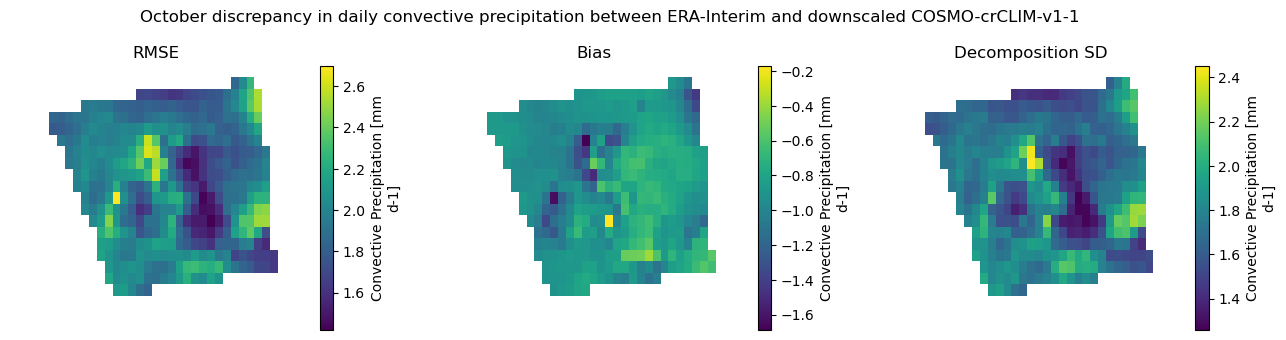 October discrepancy in daily convective precipitation between ERA-Interim and downscaled COSMO-crCLIM-v1-1
RMSE
2.6
2.4
2.2
2.0
1.8
1.6
Convective Precipitation [mm
d-1]
Bias
−0.2
−0.4
−0.6
−0.8
−1.0
−1.2
−1.4
−1.6
Convective Precipitation [mm
d-1]
Decomposition SD
2.4
2.2
2.0
1.8
1.6
1.4
Convective Precipitation [mm
d-1]